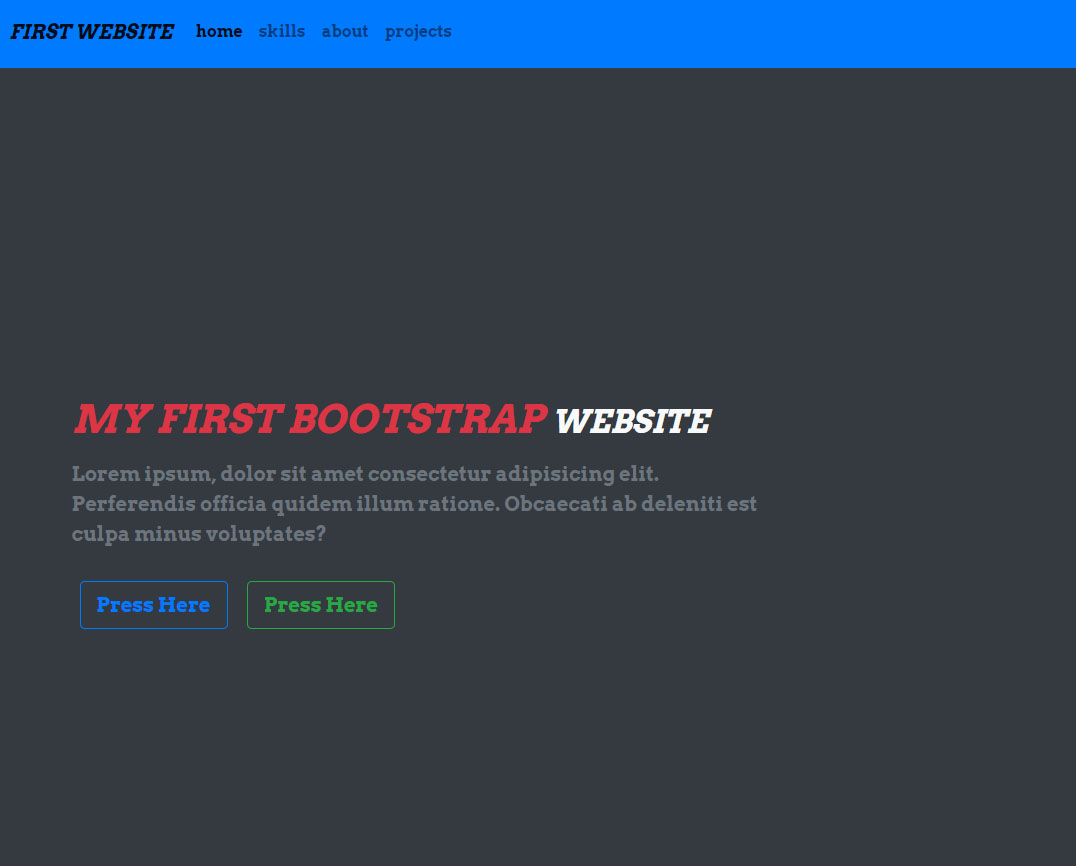 FIRST WEBSITE home skills about projects
MY FIRST BOOTSTRAP WEBSITE
Lorem ipsum, dolor sit amet consectetur adipisicing elit.
Perferendis officia quidem illum ratione. Obcaecati ab deleniti est
culpa minus voluptates?
Press Here Press Here